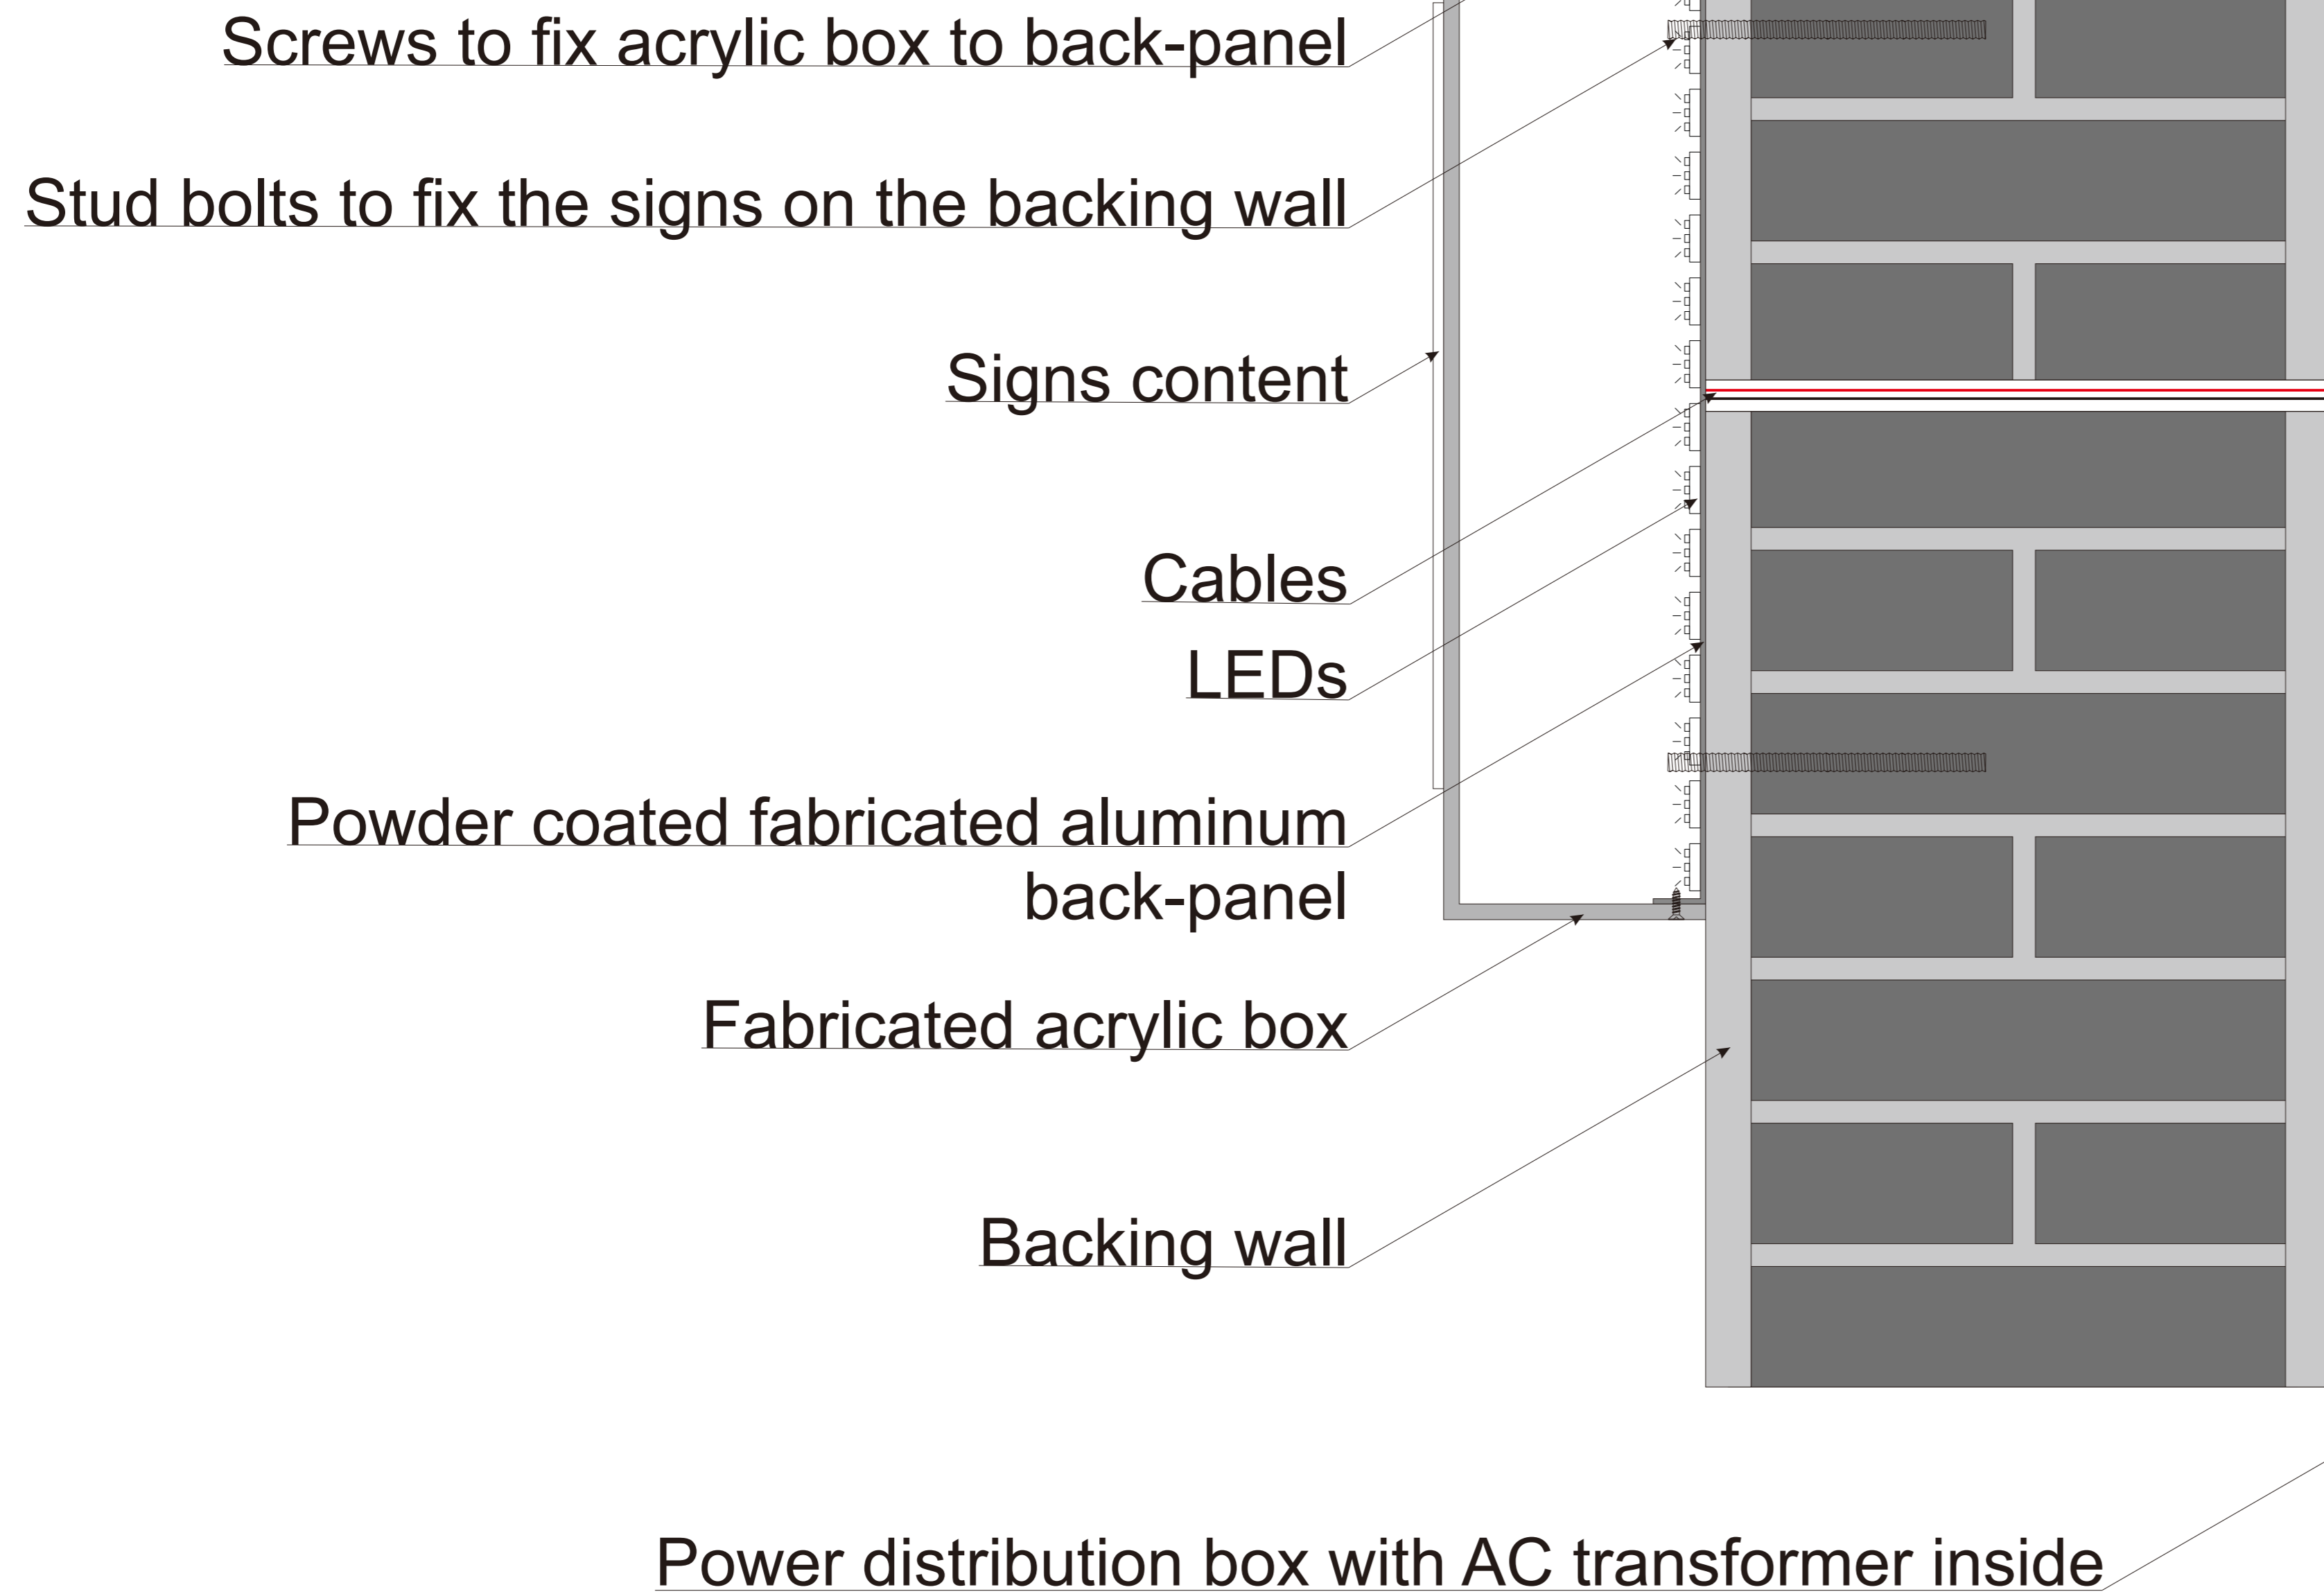 Screws to fix acrylic box to back-panel
Stud bolts to fix the signs on the backing wall
Signs content
Cables
LEDs
Powder coated fabricated aluminum
back-panel
Fabricated acrylic box
Backing wall
Power distribution box with AC transformer inside